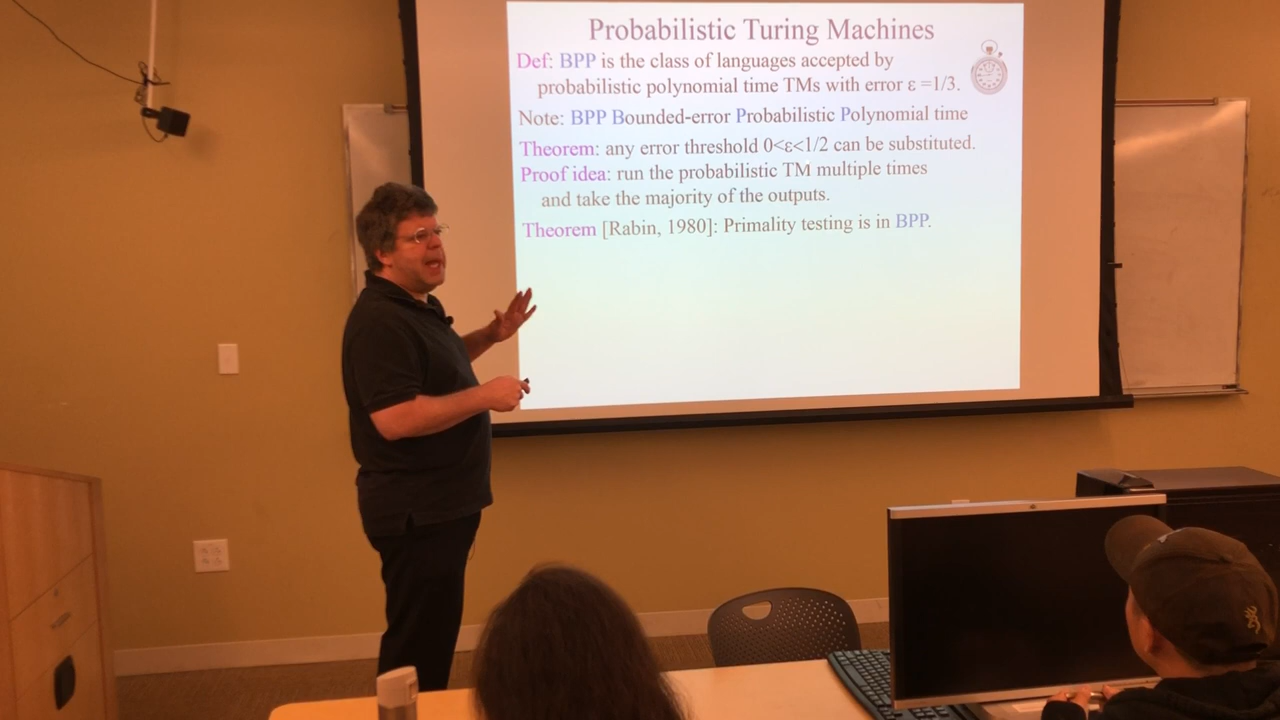 Probabilistic Turing Machines
Def: BPP is the class of languages accepted by
probabilistic polynomial time TMs with error ε =1/3.
Note: BPP Bounded-error Probabilistic Polynomial time
Theorem: any error threshold 0<ε<1/2 can be substituted.
Proof idea: run the probabilistic TM multiple times
and take the majority of the outputs.
Theorem [Rabin, 1980]: Primality testing is in BPP.